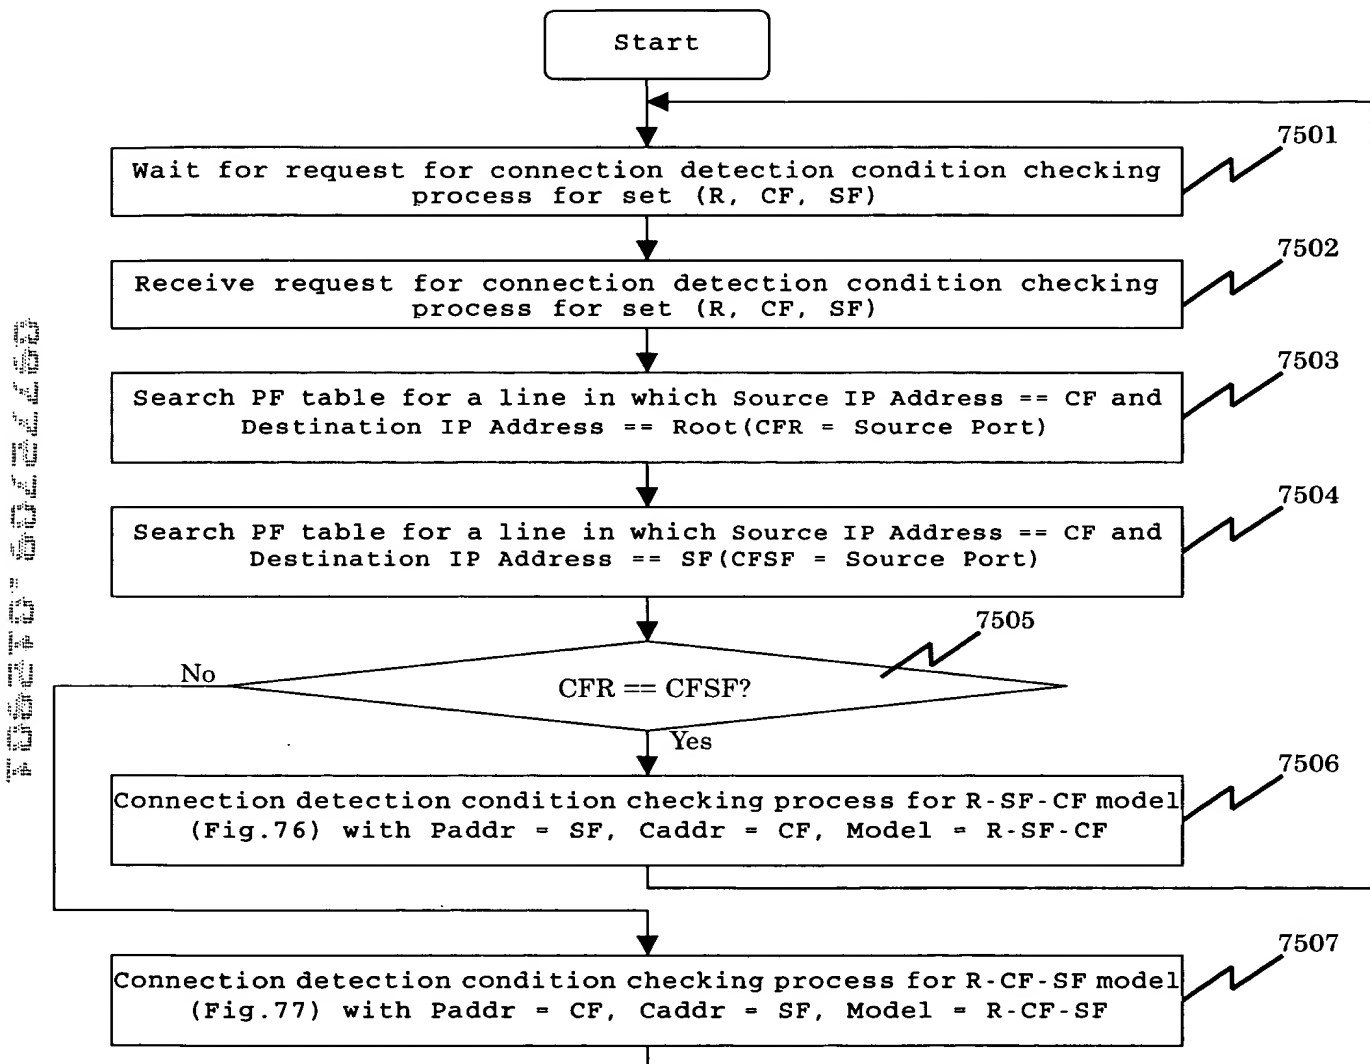 Start
7501
Wait for request for connection detection condition checking
process for set (R, CF, SF)
7502
Receive request for connection detection condition checking
process for set (R, CF, SF)
7503
Search PF table for a line in which Source IP Address == CF and
Destination IP Address == Root(CFR = Source Port)
7504
Search PF table for a line in which Source IP Address == CF and
Destination IP Address == SF(CFSF = Source Port)
7505
No
CFR == CFSF?
Yes
7506
Connection detection condition checking process for R-SF-CF model
(Fig.76) with Paddr = SF, Caddr = CF, Model = R-SF-CF
7507
Connection detection condition checking process for R-CF-SF model
(Fig.77) with Paddr = CF, Caddr = SF, Model = R-CF-SF